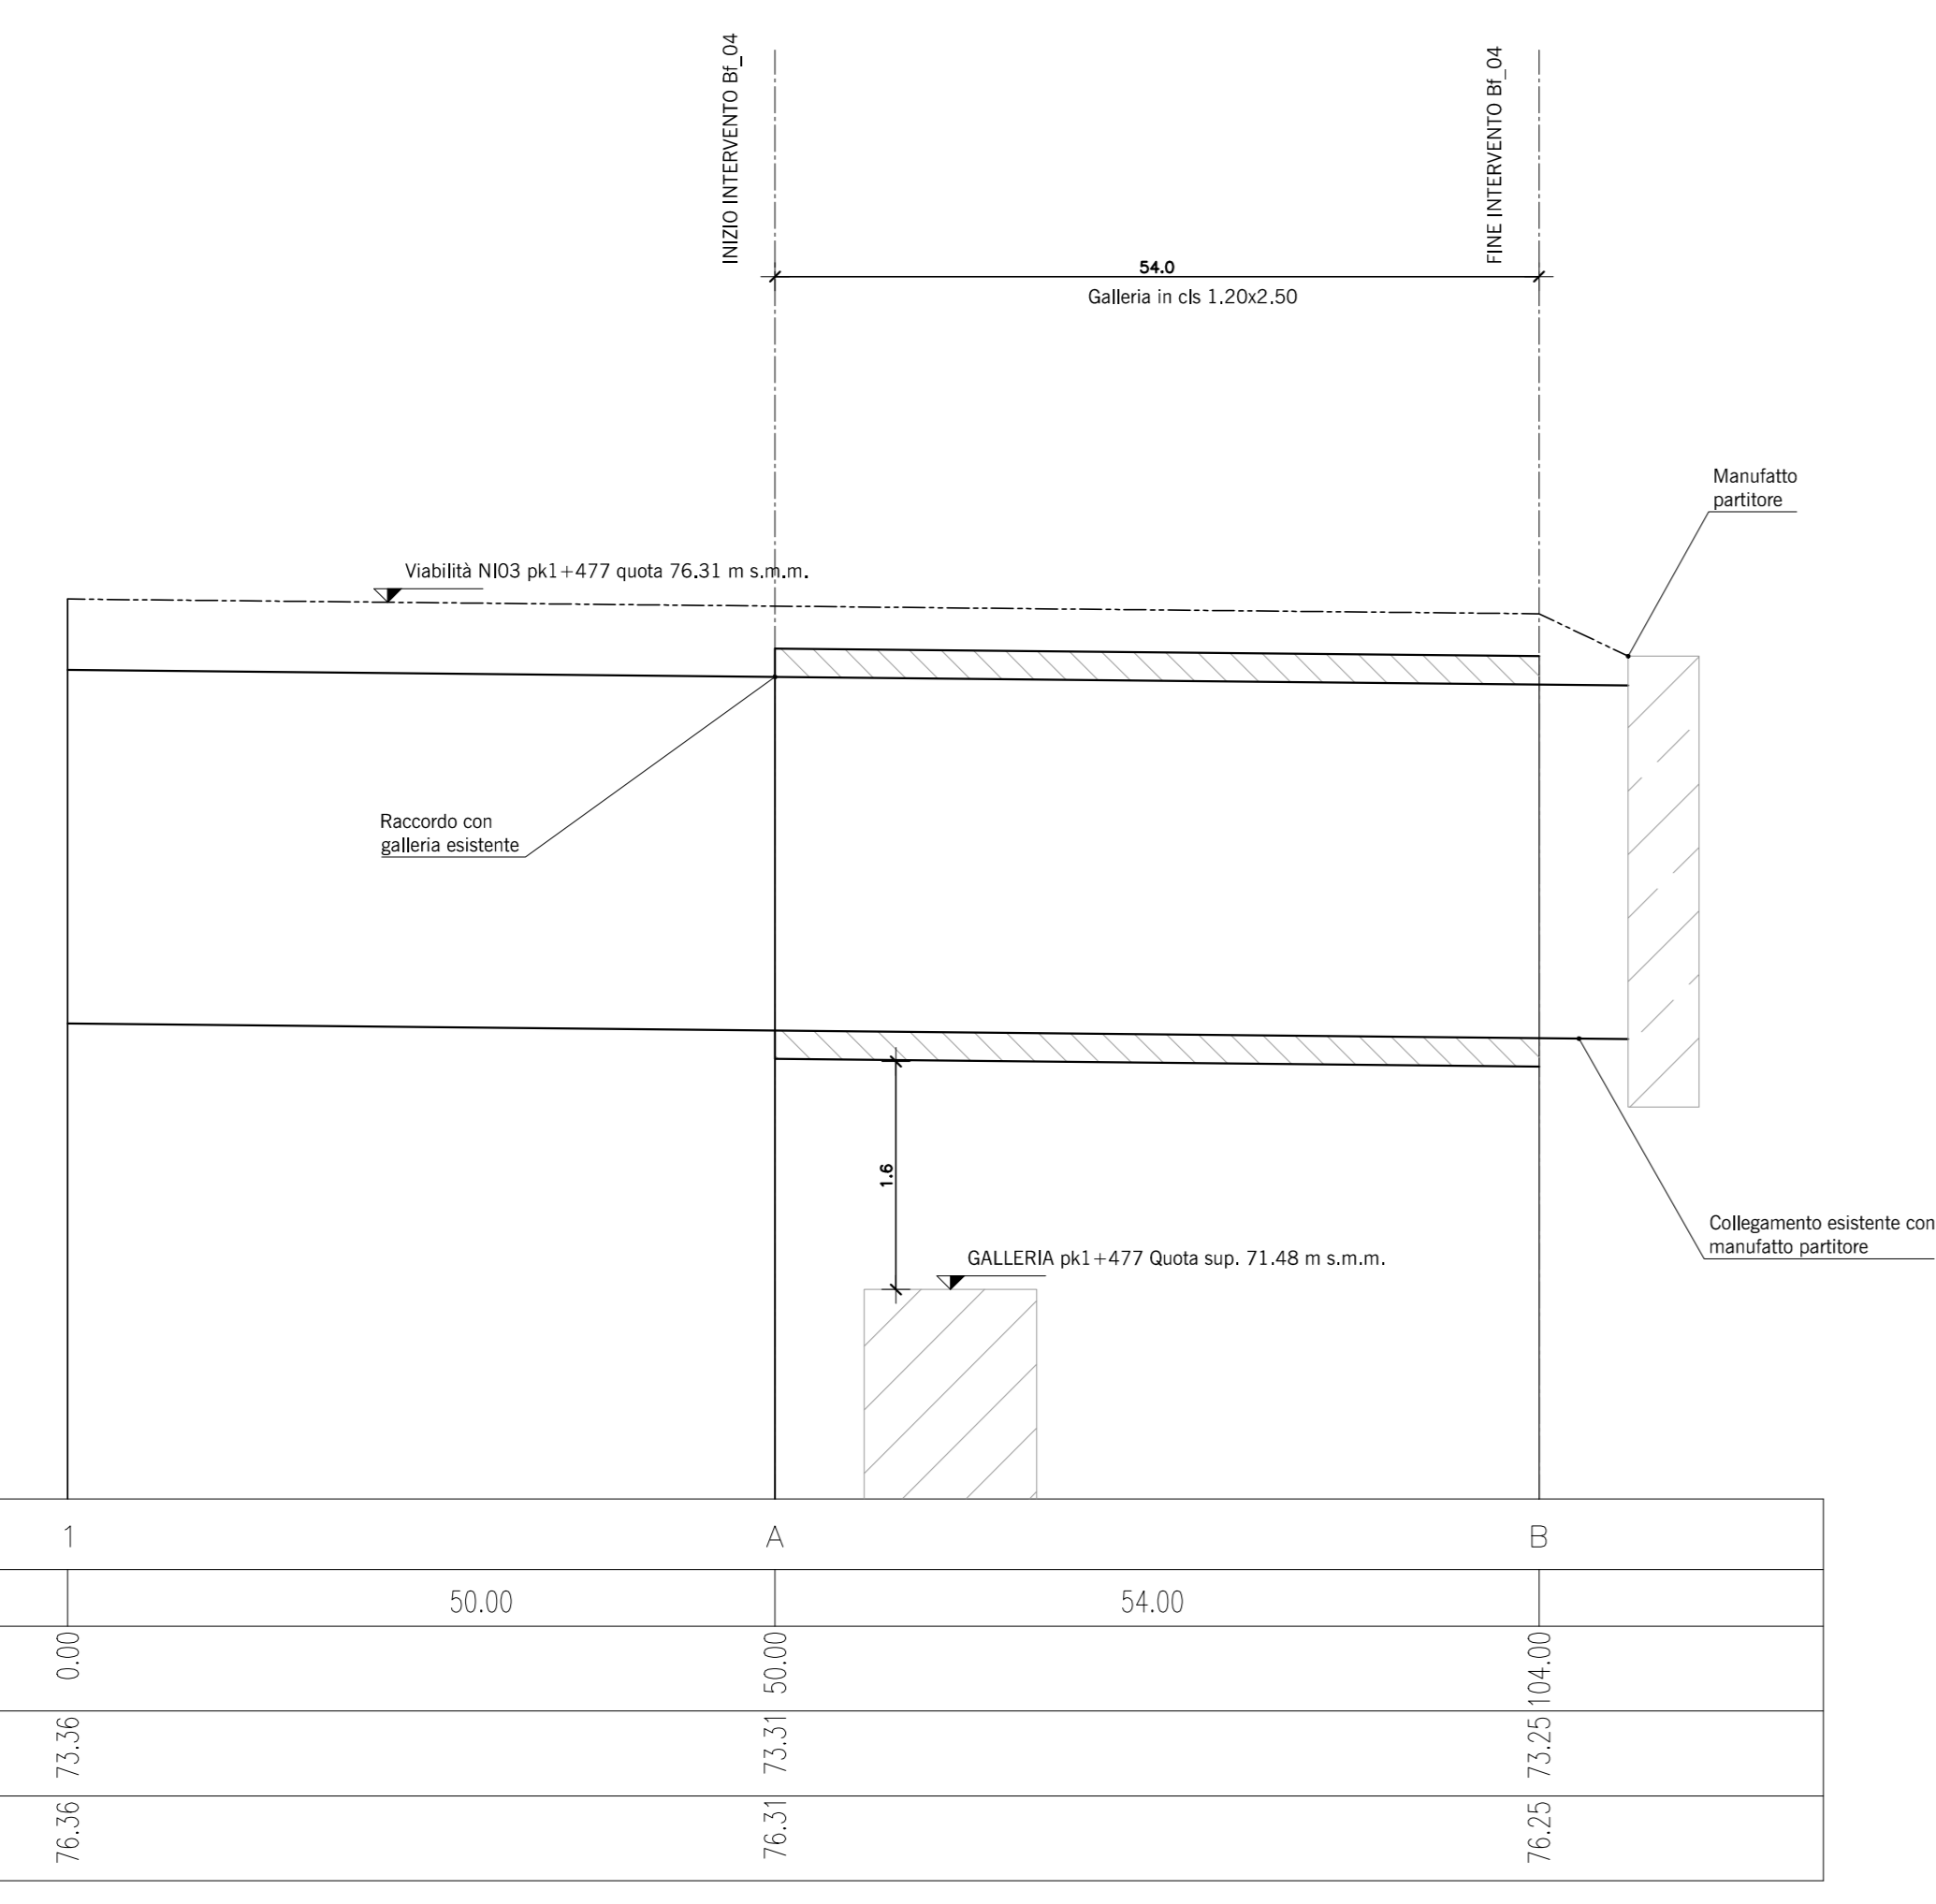 INIZIO INTERVENTO Bf_04
FINE INTERVENTO Bf_04
54.0
Galleria in cls 1.20x2.50
Manufatto
partitore
Viabilità NI03 pk1+477 quota 76.31 m s.m.m.
Raccordo con
galleria esistente
1.6
Collegamento esistente con
manufatto partitore
GALLERIA pk1+477 Quota sup. 71.48 m s.m.m.
1 A B
50.00 54.00
0.00 50.00 104.00
73.36 73.31 73.25
76.36 76.31 76.25